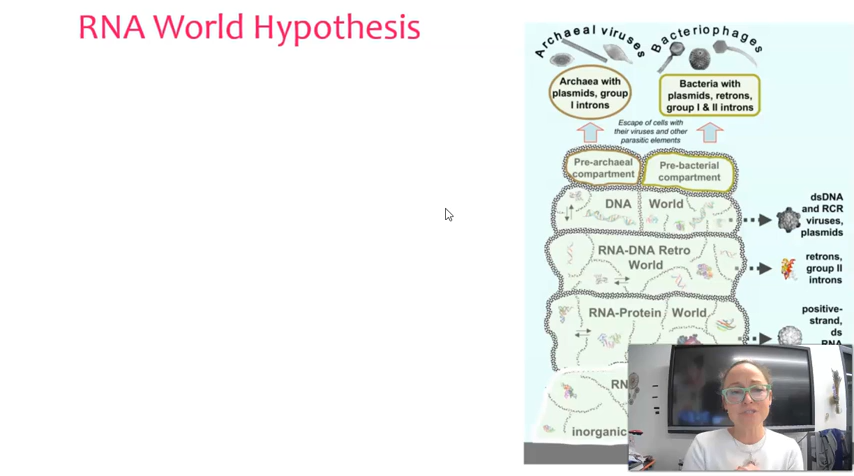 RNA World Hypothesis
Archaeal viruses
Bacteriophages
Archaea with
plasmids, group
I introns
Bacteria with
plasmids, retrons,
group I & II introns
Escape of cells with
their viruses and other
parasitic elements
Pre-archaeal
compartment
Pre-bacterial
compartment
DNA World
dsDNA
and RCR
viruses,
plasmids
RNA-DNA Retro
World
retrons,
group II
introns
RNA-Protein World
positive-
strand,
ds
RNA
RN
inorganic